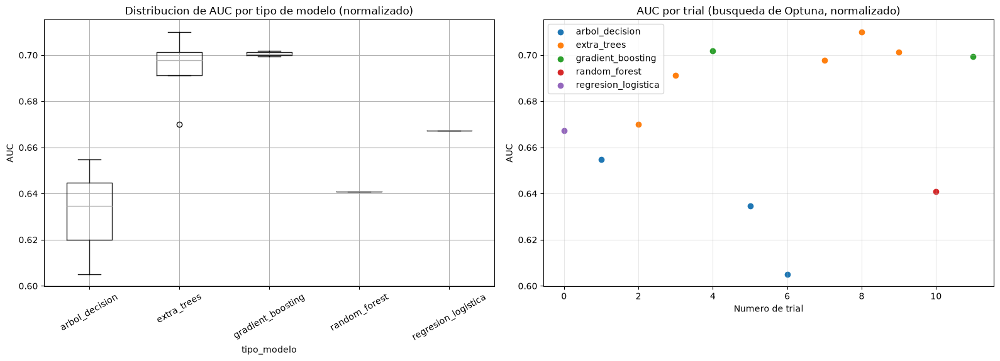 Distribucion de AUC por tipo de modelo (normalizado)
AUC
0.70
0.68
0.66
0.64
0.62
0.60
arbol_decision
extra_trees
gradient_boosting
random_forest
regresion_logistica
tipo_modelo
AUC por trial (busqueda de Optuna, normalizado)
arbol_decision
extra_trees
gradient_boosting
random_forest
regresion_logistica
AUC
0.70
0.68
0.66
0.64
0.62
0.60
0 2 4 6 8 10
Numero de trial